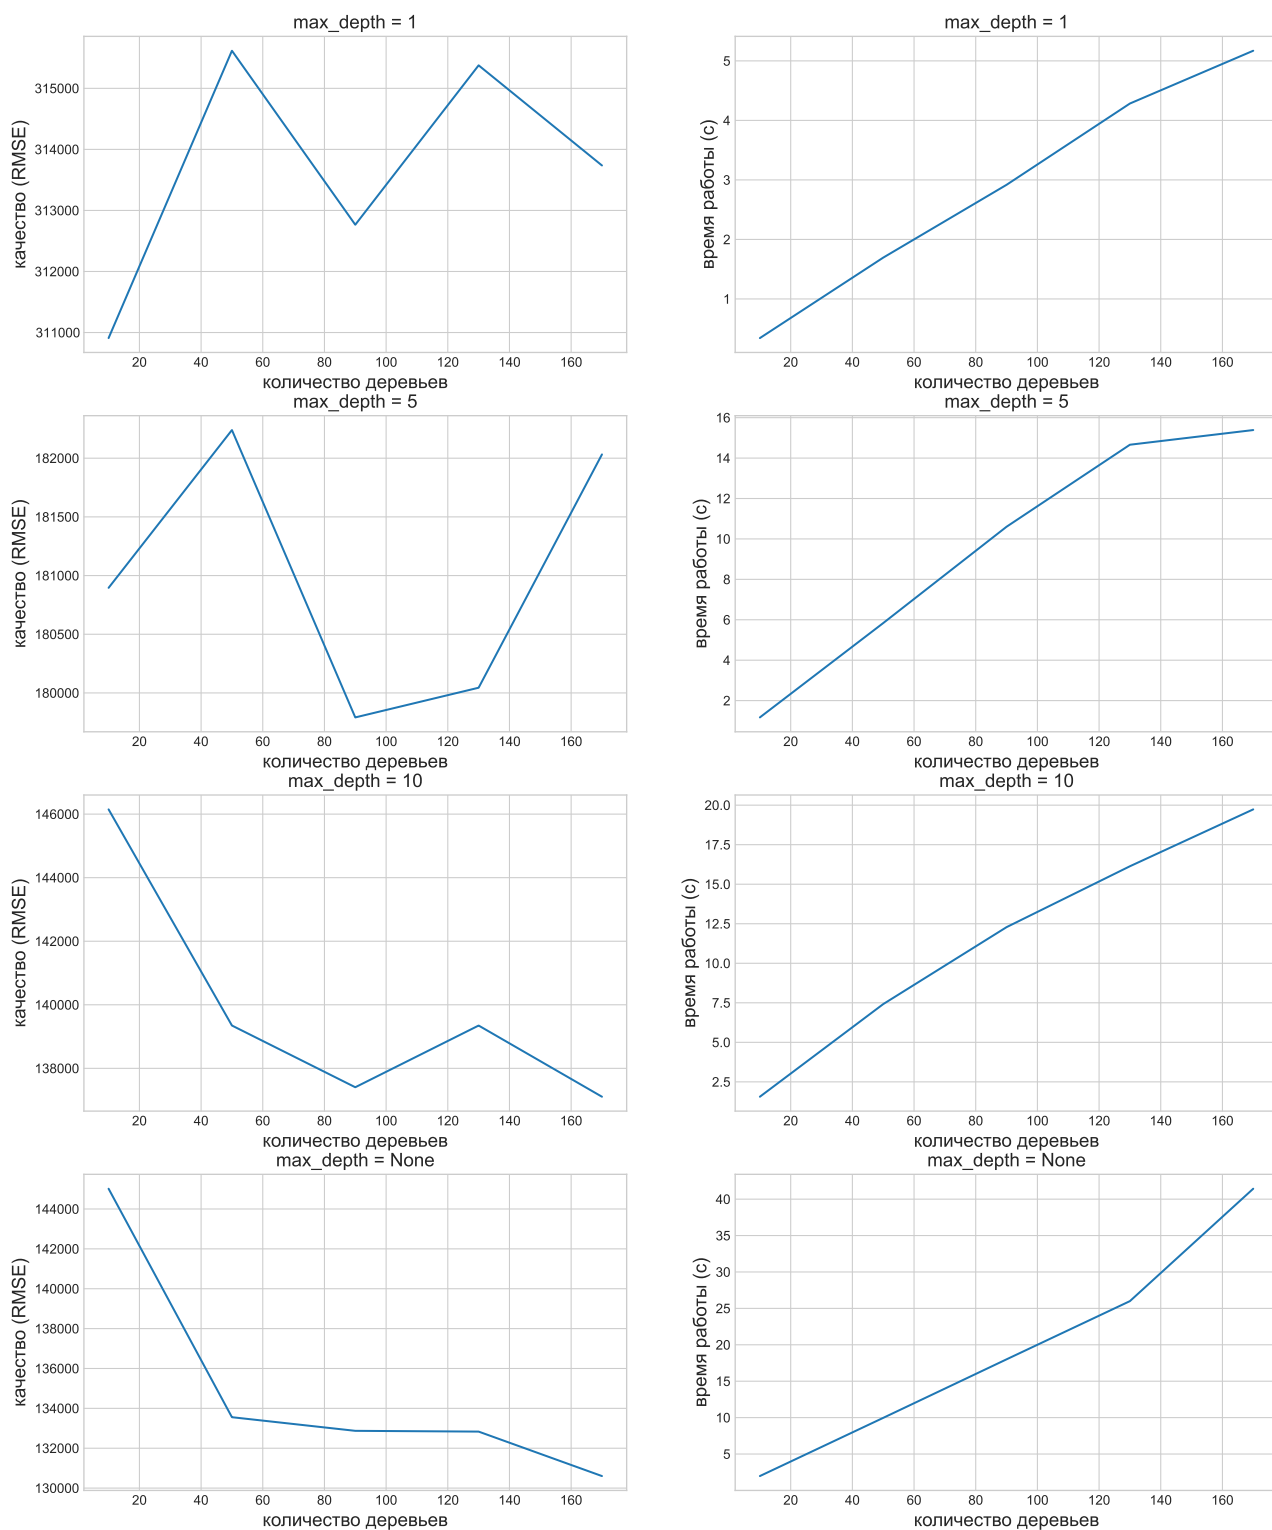 max_depth = 1
315000
314000
313000
312000
311000
качество (RMSE)
20 40 60 80 100 120 140 160
количество деревьев
max_depth = 1
5
4
3
2
1
время работы (с)
20 40 60 80 100 120 140 160
количество деревьев
max_depth = 5
182000
181500
181000
180500
180000
качество (RMSE)
20 40 60 80 100 120 140 160
количество деревьев
max_depth = 5
16
14
12
10
8
6
4
2
время работы (с)
20 40 60 80 100 120 140 160
количество деревьев
max_depth = 10
146000
144000
142000
140000
138000
качество (RMSE)
20 40 60 80 100 120 140 160
количество деревьев
max_depth = 10
20.0
17.5
15.0
12.5
10.0
7.5
5.0
2.5
время работы (с)
20 40 60 80 100 120 140 160
количество деревьев
max_depth = None
144000
142000
140000
138000
136000
134000
132000
130000
качество (RMSE)
20 40 60 80 100 120 140 160
количество деревьев
max_depth = None
40
35
30
25
20
15
10
5
время работы (с)
20 40 60 80 100 120 140 160
количество деревьев